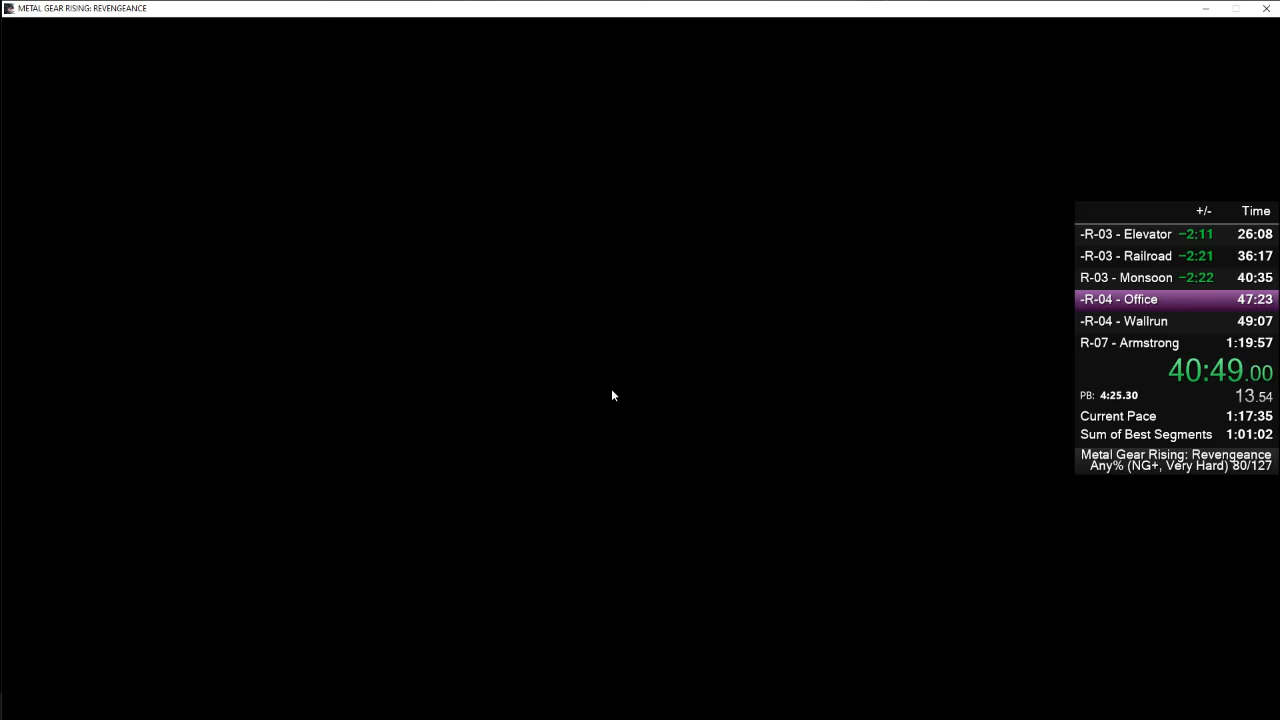 METAL GEAR RISING: REVENGEANCE
+/- Time
-R-03 - Elevator −2:11 26:08
-R-03 - Railroad −2:21 36:17
R-03 - Monsoon −2:22 40:35
-R-04 - Office 47:23
-R-04 - Wallrun 49:07
R-07 - Armstrong 1:19:57
40:49.00
PB: 4:25.30 13.54
Current Pace 1:17:35
Sum of Best Segments 1:01:02
Metal Gear Rising: Revengeance
Any% (NG+, Very Hard) 80/127